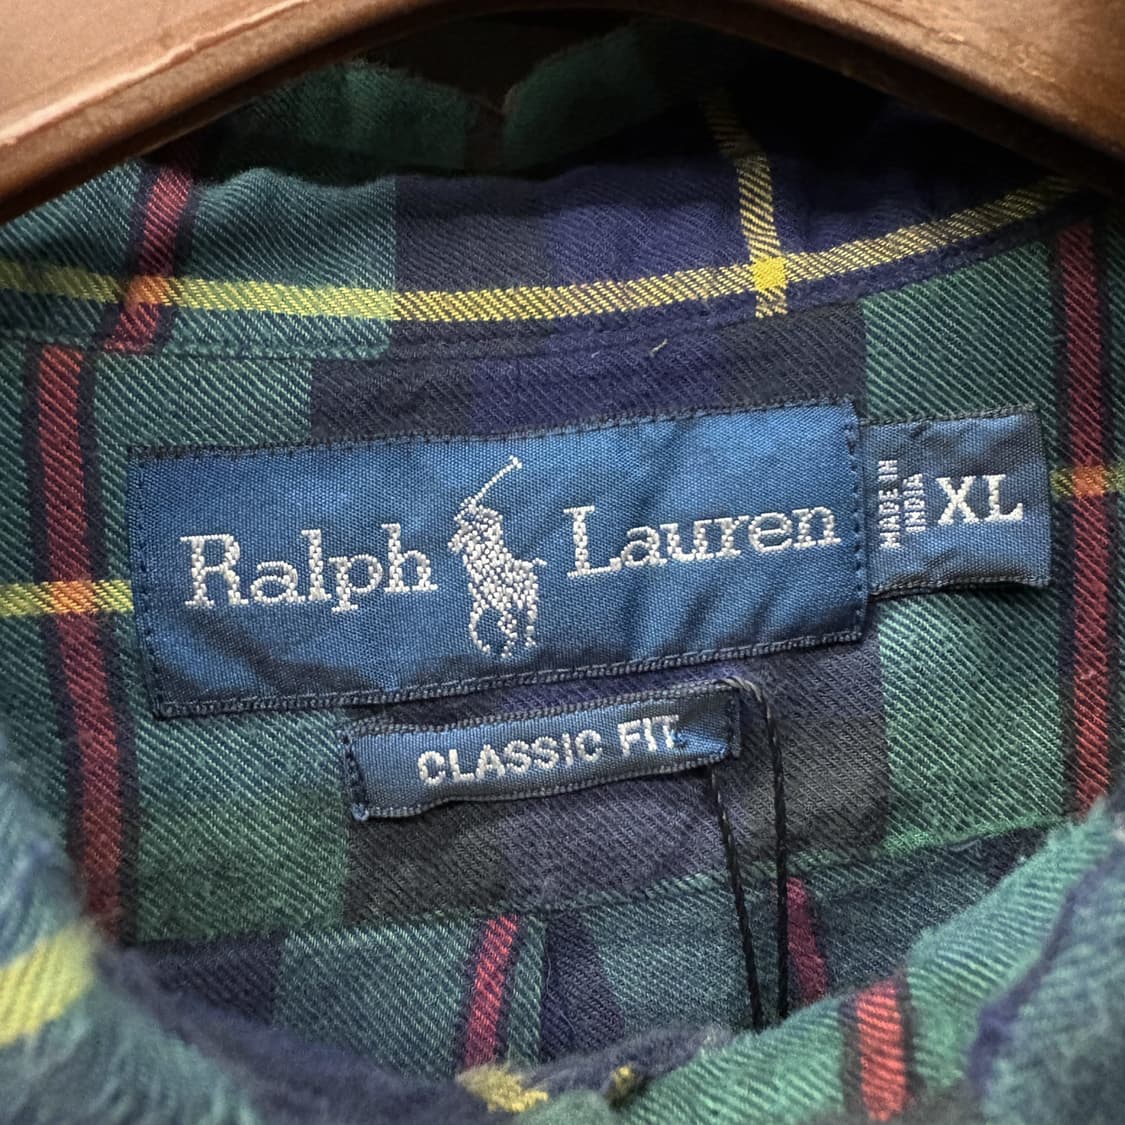 Ralph Lauren
MADE IN
INDIA
XL
CLASSIC FIT